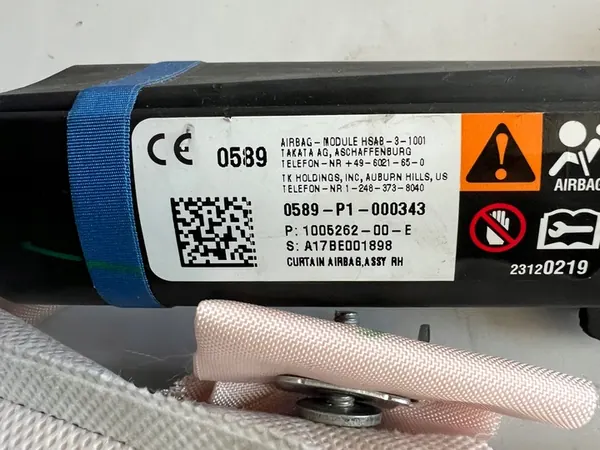 CE 0589
AIRBAG - MODULE HSAB-3-1001
TAKATA AG, ASCHAFFENBURG
TELEFON-NR +49-6021-65-0
TK HOLDINGS, INC, AUBURN HILLS, US
TELEFON-NR 1-248-373-8040
0589-P1-000343
P: 1005262-00-E
S: A17BE001898
CURTAIN AIRBAG,ASSY RH
AIRBAG
23120219